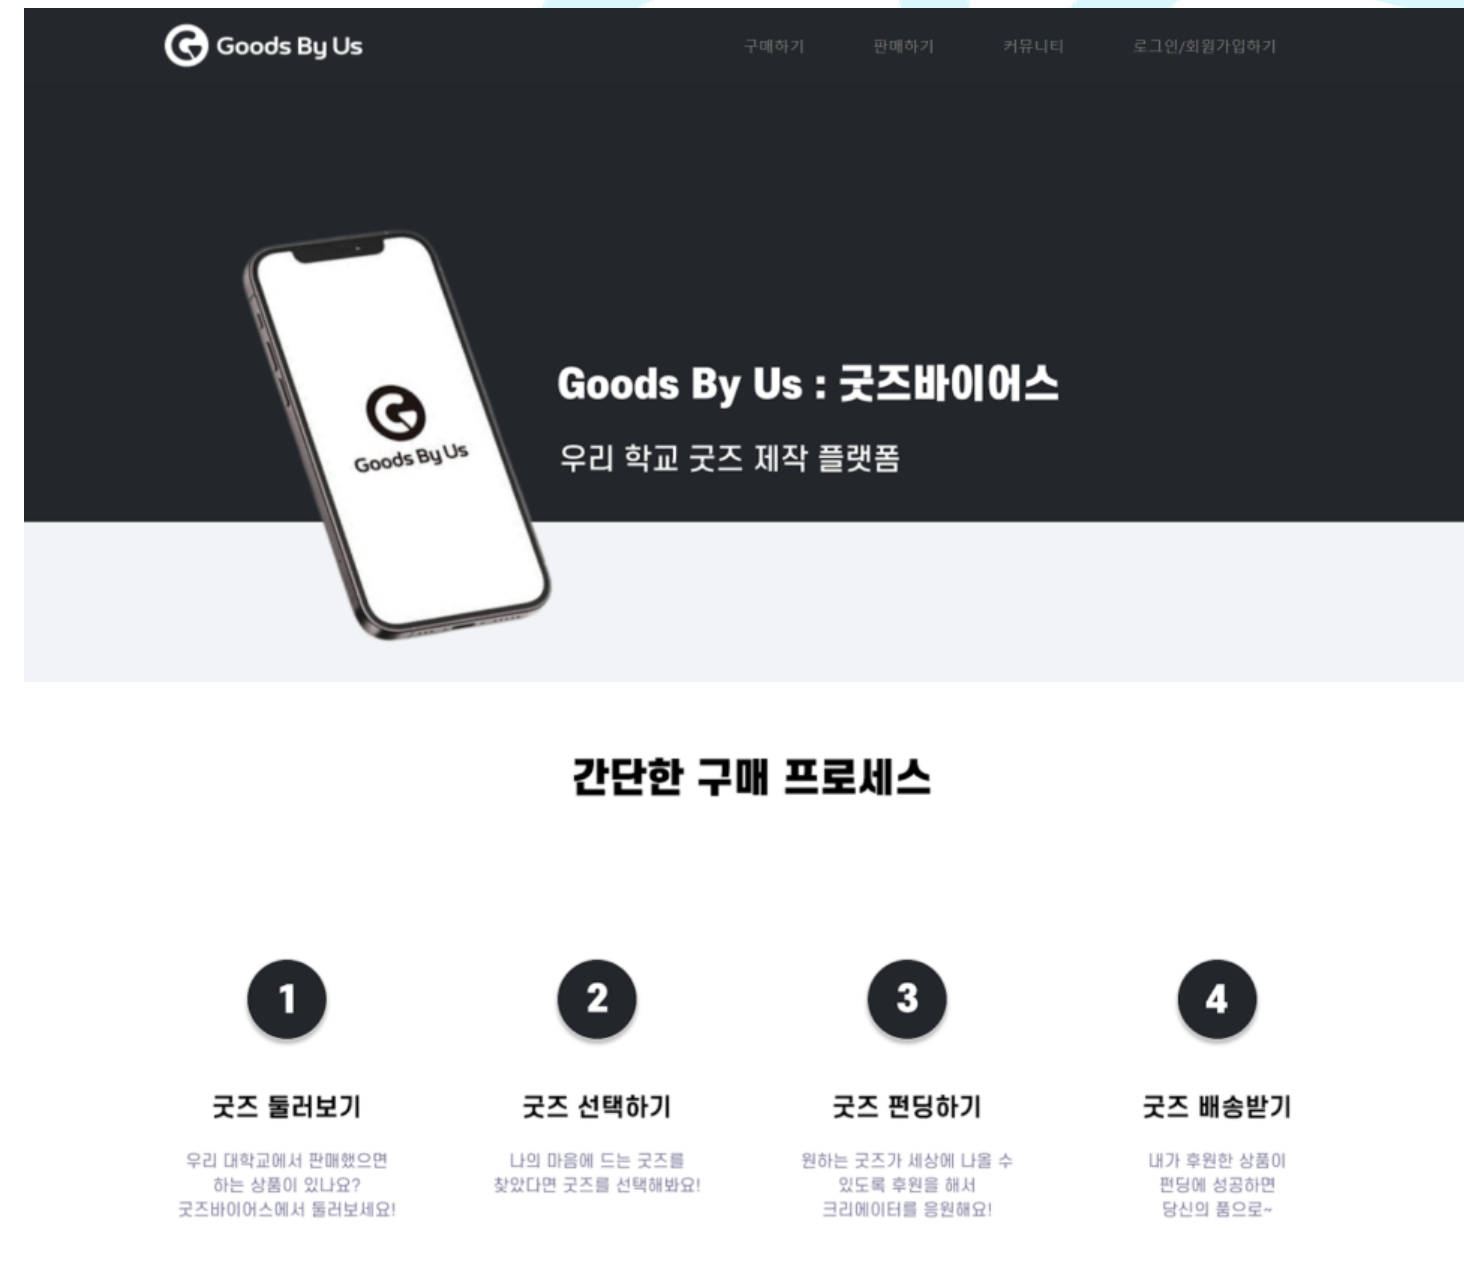 Goods By Us
구매하기
판매하기
커뮤니티
로그인/회원가입하기
Goods By Us
Goods By Us : 굿즈바이어스
우리 학교 굿즈 제작 플랫폼
간단한 구매 프로세스
1
굿즈 둘러보기
우리 대학교에서 판매했으면
하는 상품이 있나요?
굿즈바이어스에서 둘러보세요!
2
굿즈 선택하기
나의 마음에 드는 굿즈를
찾았다면 굿즈를 선택해봐요!
3
굿즈 펀딩하기
원하는 굿즈가 세상에 나올 수
있도록 후원을 해서
크리에이터를 응원해요!
4
굿즈 배송받기
내가 후원한 상품이
펀딩에 성공하면
당신의 품으로~